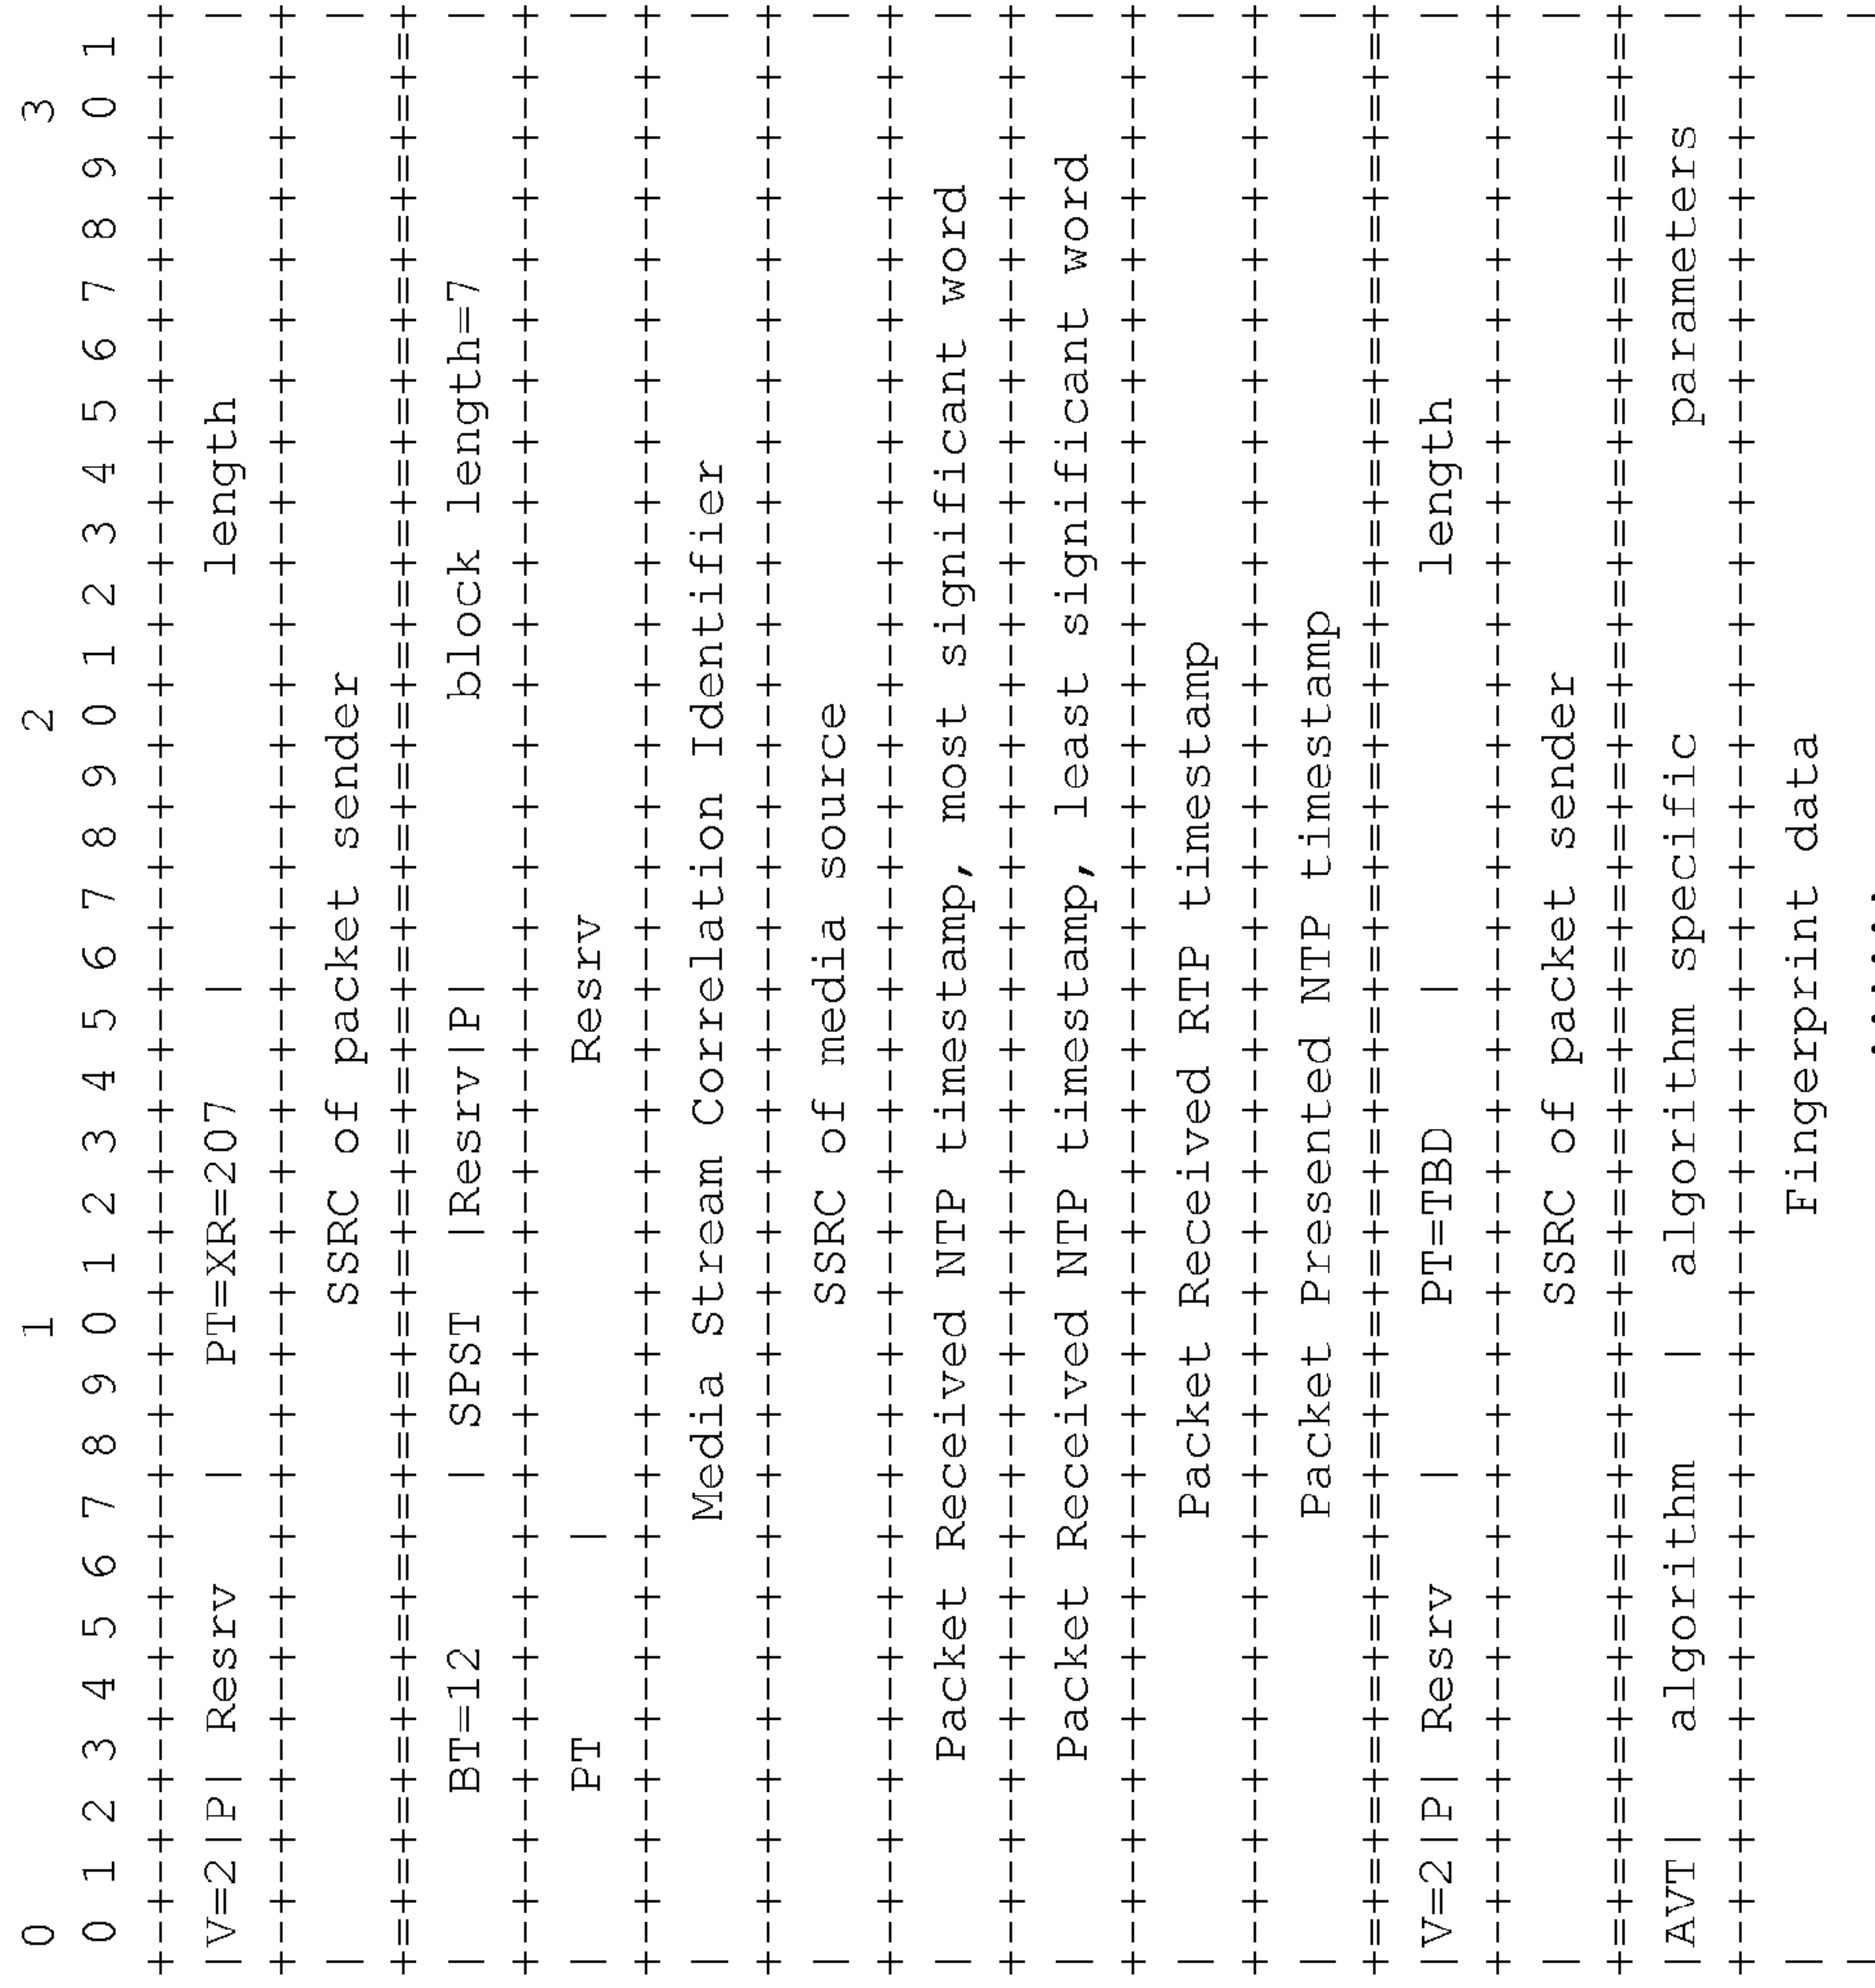 0                   1                   2                   3
 0 1 2 3 4 5 6 7 8 9 0 1 2 3 4 5 6 7 8 9 0 1 2 3 4 5 6 7 8 9 0 1
+-+-+-+-+-+-+-+-+-+-+-+-+-+-+-+-+-+-+-+-+-+-+-+-+-+-+-+-+-+-+-+-+
|V=2|P| Resrv   |   PT=XR=207   |             length            |
+-+-+-+-+-+-+-+-+-+-+-+-+-+-+-+-+-+-+-+-+-+-+-+-+-+-+-+-+-+-+-+-+
|                     SSRC of packet sender                     |
+=+=+=+=+=+=+=+=+=+=+=+=+=+=+=+=+=+=+=+=+=+=+=+=+=+=+=+=+=+=+=+=+
|     BT=12     | SPST  |Resrv|P|         block length=7        |
+-+-+-+-+-+-+-+-+-+-+-+-+-+-+-+-+-+-+-+-+-+-+-+-+-+-+-+-+-+-+-+-+
|     PT      |               Resrv                             |
+-+-+-+-+-+-+-+-+-+-+-+-+-+-+-+-+-+-+-+-+-+-+-+-+-+-+-+-+-+-+-+-+
|              Media Stream Correlation Identifier              |
+-+-+-+-+-+-+-+-+-+-+-+-+-+-+-+-+-+-+-+-+-+-+-+-+-+-+-+-+-+-+-+-+
|                     SSRC of media source                      |
+-+-+-+-+-+-+-+-+-+-+-+-+-+-+-+-+-+-+-+-+-+-+-+-+-+-+-+-+-+-+-+-+
|      Packet Received NTP timestamp, most significant word     |
+-+-+-+-+-+-+-+-+-+-+-+-+-+-+-+-+-+-+-+-+-+-+-+-+-+-+-+-+-+-+-+-+
|      Packet Received NTP timestamp, least significant word    |
+-+-+-+-+-+-+-+-+-+-+-+-+-+-+-+-+-+-+-+-+-+-+-+-+-+-+-+-+-+-+-+-+
|              Packet Received RTP timestamp                    |
+-+-+-+-+-+-+-+-+-+-+-+-+-+-+-+-+-+-+-+-+-+-+-+-+-+-+-+-+-+-+-+-+
|              Packet Presented NTP timestamp                   |
+=+=+=+=+=+=+=+=+=+=+=+=+=+=+=+=+=+=+=+=+=+=+=+=+=+=+=+=+=+=+=+=+
|V=2|P| Resrv   |     PT=TBD    |             length            |
+-+-+-+-+-+-+-+-+-+-+-+-+-+-+-+-+-+-+-+-+-+-+-+-+-+-+-+-+-+-+-+-+
|                     SSRC of packet sender                     |
+=+=+=+=+=+=+=+=+=+=+=+=+=+=+=+=+=+=+=+=+=+=+=+=+=+=+=+=+=+=+=+=+
|AVT|   algorithm   |  algorithm specific          parameters   |
+-+-+-+-+-+-+-+-+-+-+-+-+-+-+-+-+-+-+-+-+-+-+-+-+-+-+-+-+-+-+-+-+
|                        Fingerprint data                       |